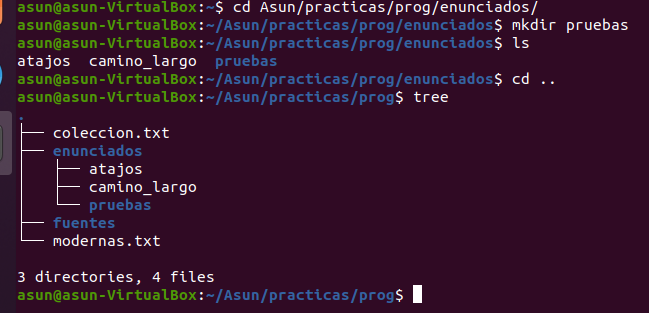 asun@asun-VirtualBox:~$ cd Asun/practicas/prog/enunciados/
asun@asun-VirtualBox:~/Asun/practicas/prog/enunciados$ mkdir pruebas
asun@asun-VirtualBox:~/Asun/practicas/prog/enunciados$ ls
atajos  camino_largo  pruebas
asun@asun-VirtualBox:~/Asun/practicas/prog/enunciados$ cd ..
asun@asun-VirtualBox:~/Asun/practicas/prog$ tree
.
├── coleccion.txt
├── enunciados
│   ├── atajos
│   ├── camino_largo
│   └── pruebas
├── fuentes
└── modernas.txt
3 directories, 4 files
asun@asun-VirtualBox:~/Asun/practicas/prog$